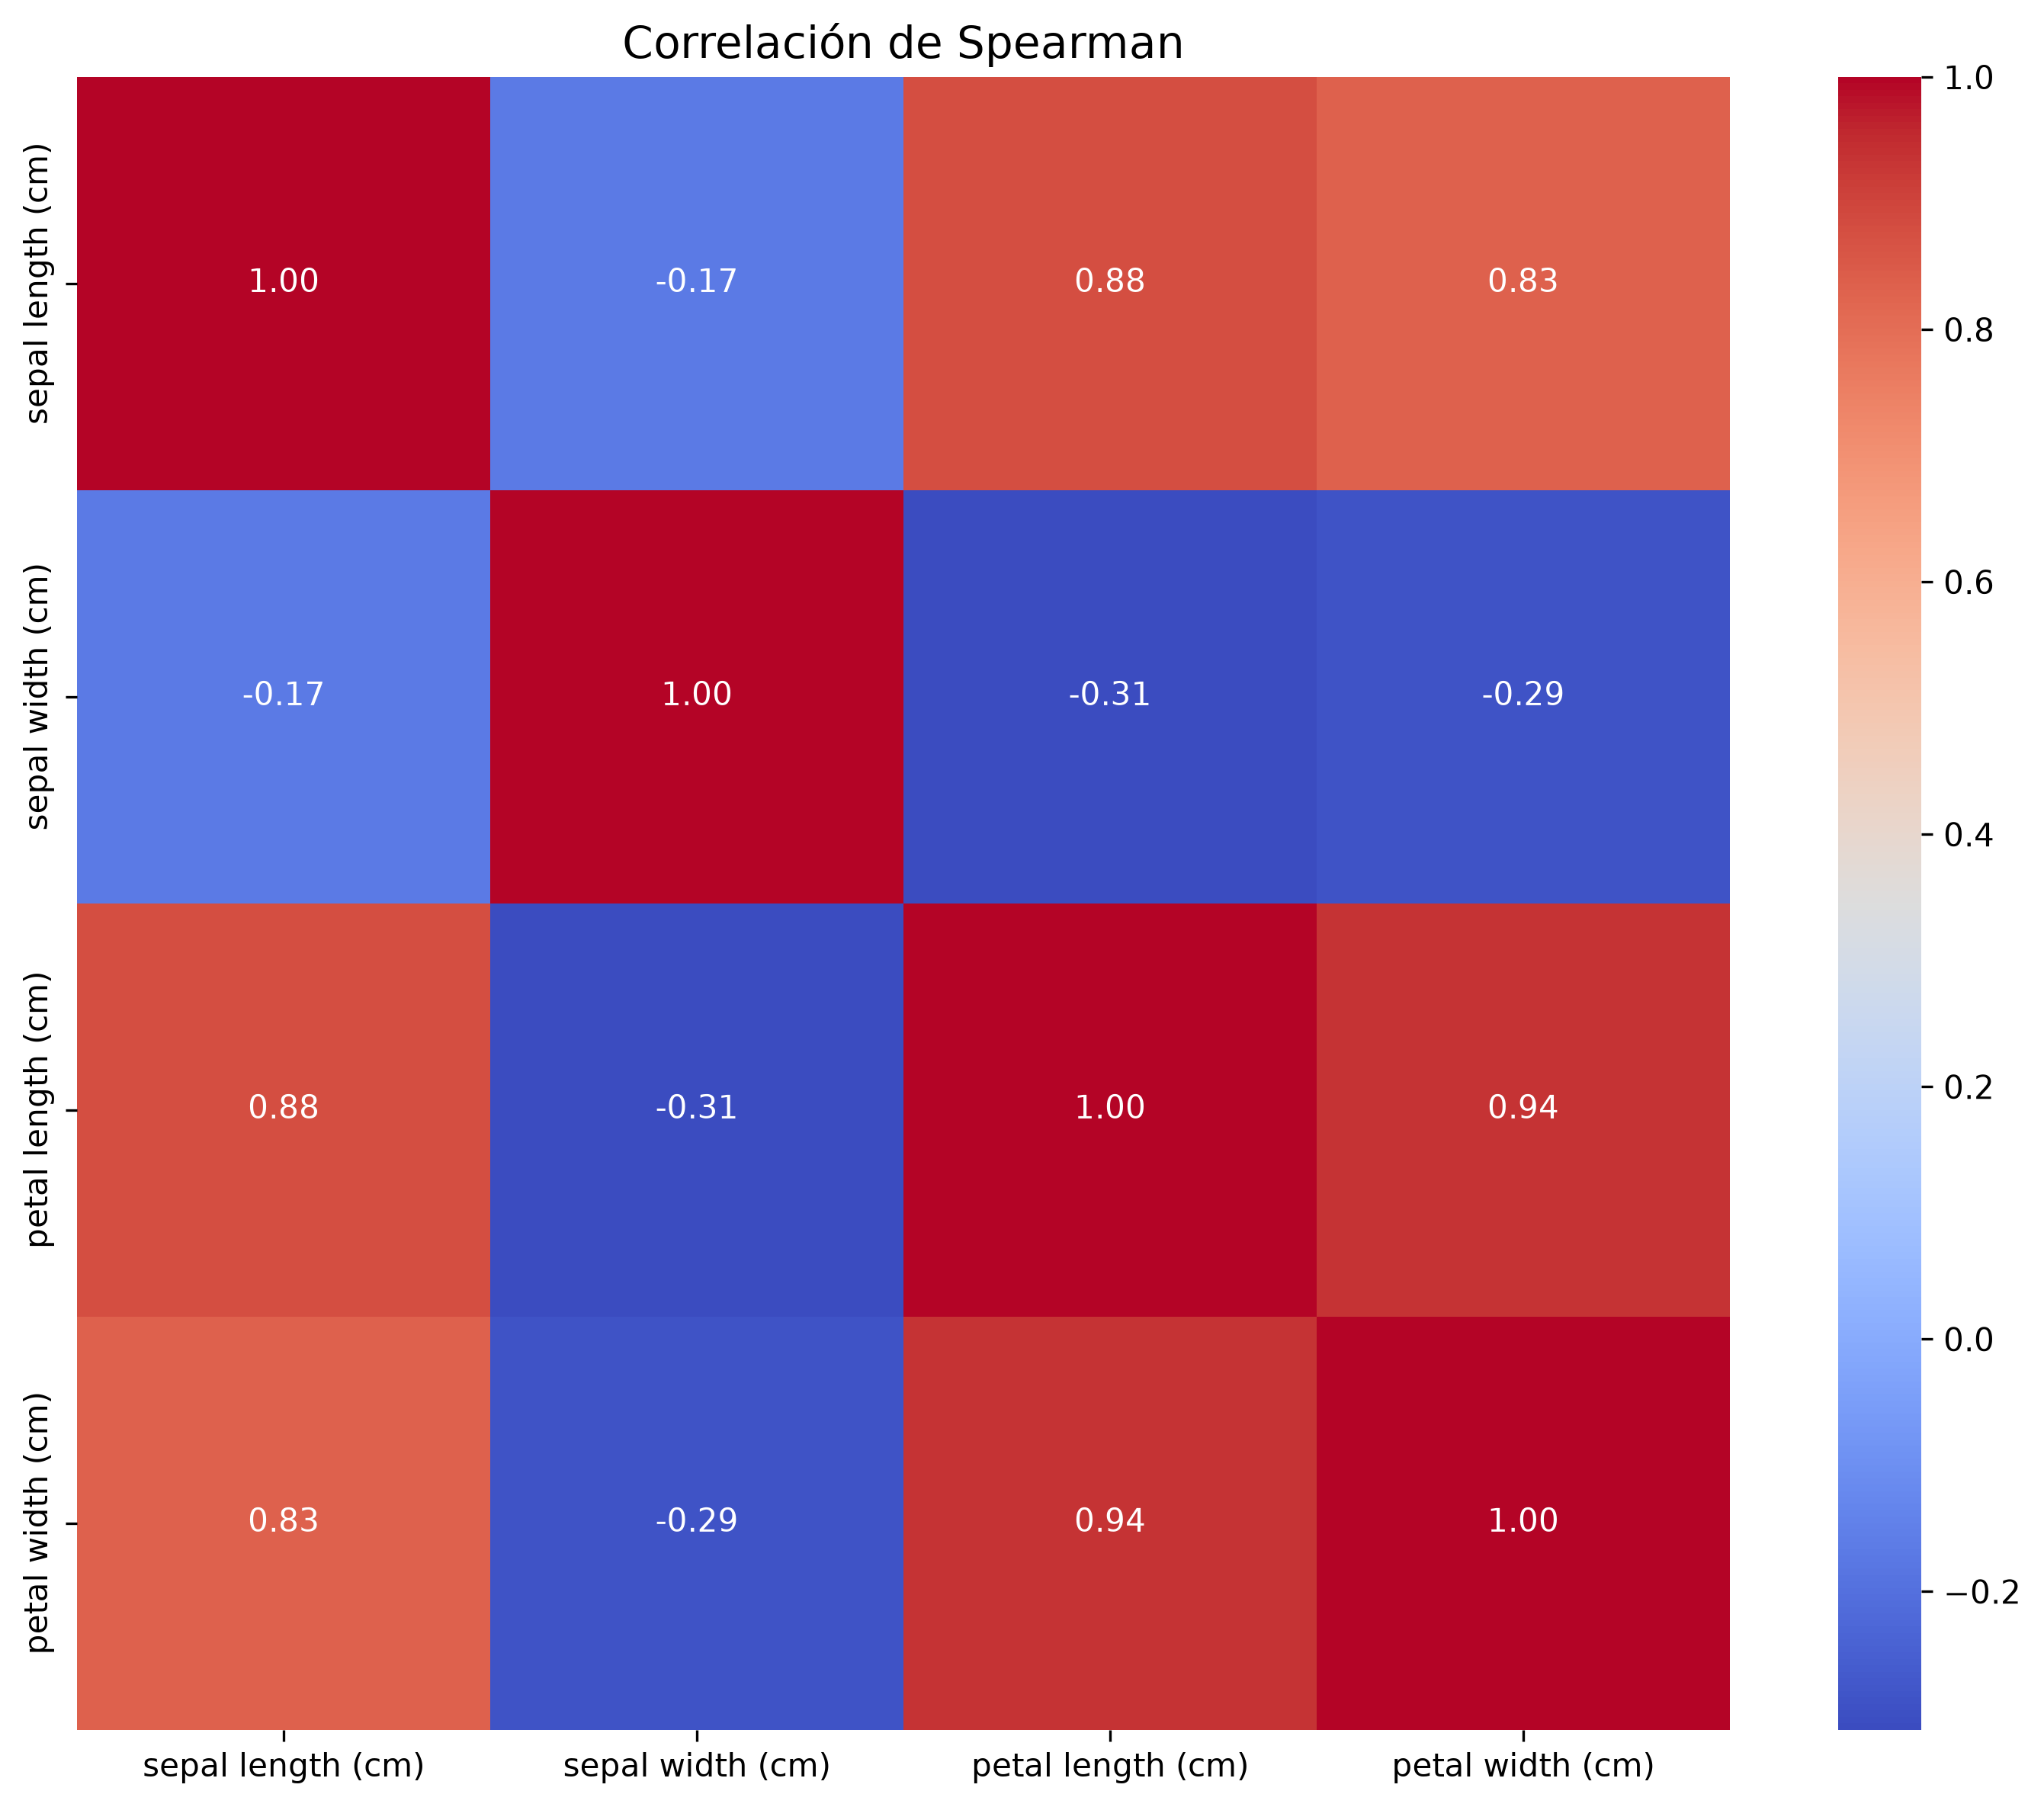 Correlación de Spearman
sepal length (cm)
1.00 -0.17 0.88 0.83
sepal width (cm)
-0.17 1.00 -0.31 -0.29
petal length (cm)
0.88 -0.31 1.00 0.94
petal width (cm)
0.83 -0.29 0.94 1.00
sepal length (cm) sepal width (cm) petal length (cm) petal width (cm)
1.0
0.8
0.6
0.4
0.2
0.0
−0.2